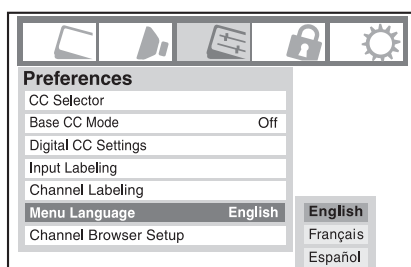 Preferences
CC Selector
Base CC Mode Off
Digital CC Settings
Input Labeling
Channel Labeling
Menu Language English
Channel Browser Setup
English
Français
Español